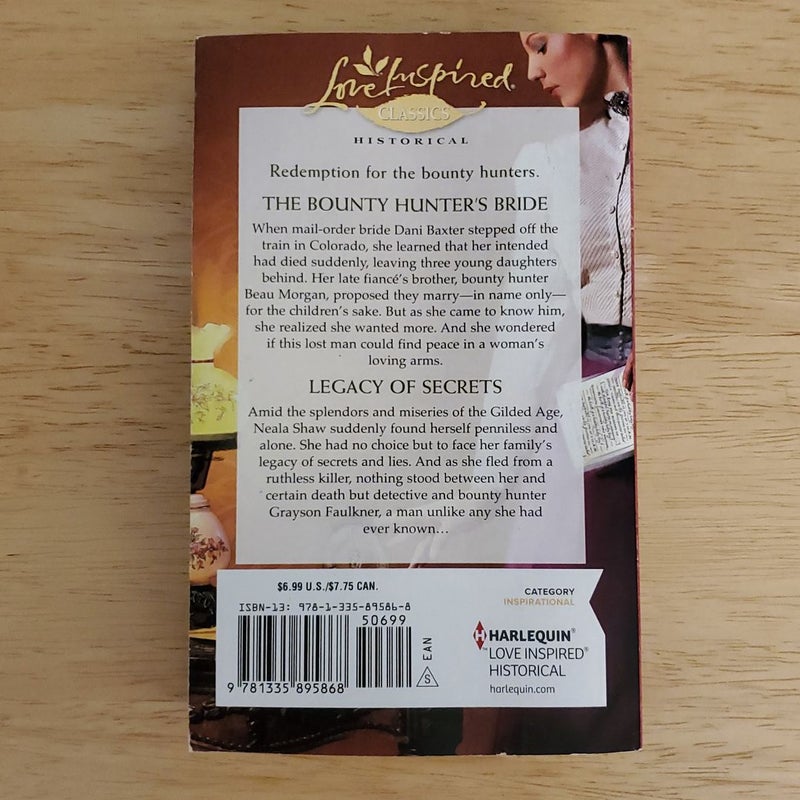 Love Inspired®
CLASSICS
HISTORICAL
Redemption for the bounty hunters.
THE BOUNTY HUNTER'S BRIDE
When mail-order bride Dani Baxter stepped off the
train in Colorado, she learned that her intended
had died suddenly, leaving three young daughters
behind. Her late fiancé's brother, bounty hunter
Beau Morgan, proposed they marry—in name only—
for the children's sake. But as she came to know him,
she realized she wanted more. And she wondered
if this lost man could find peace in a woman's
loving arms.
LEGACY OF SECRETS
Amid the splendors and miseries of the Gilded Age,
Neala Shaw suddenly found herself penniless and
alone. She had no choice but to face her family's
legacy of secrets and lies. And as she fled from a
ruthless killer, nothing stood between her and
certain death but detective and bounty hunter
Grayson Faulkner, a man unlike any she had
ever known…
$6.99 U.S./$7.75 CAN.
ISBN-13: 978-1-335-89586-8
50699
9 781335 895868
S
EAN
CATEGORY
INSPIRATIONAL
H HARLEQUIN®
™ LOVE INSPIRED®
HISTORICAL
harlequin.com